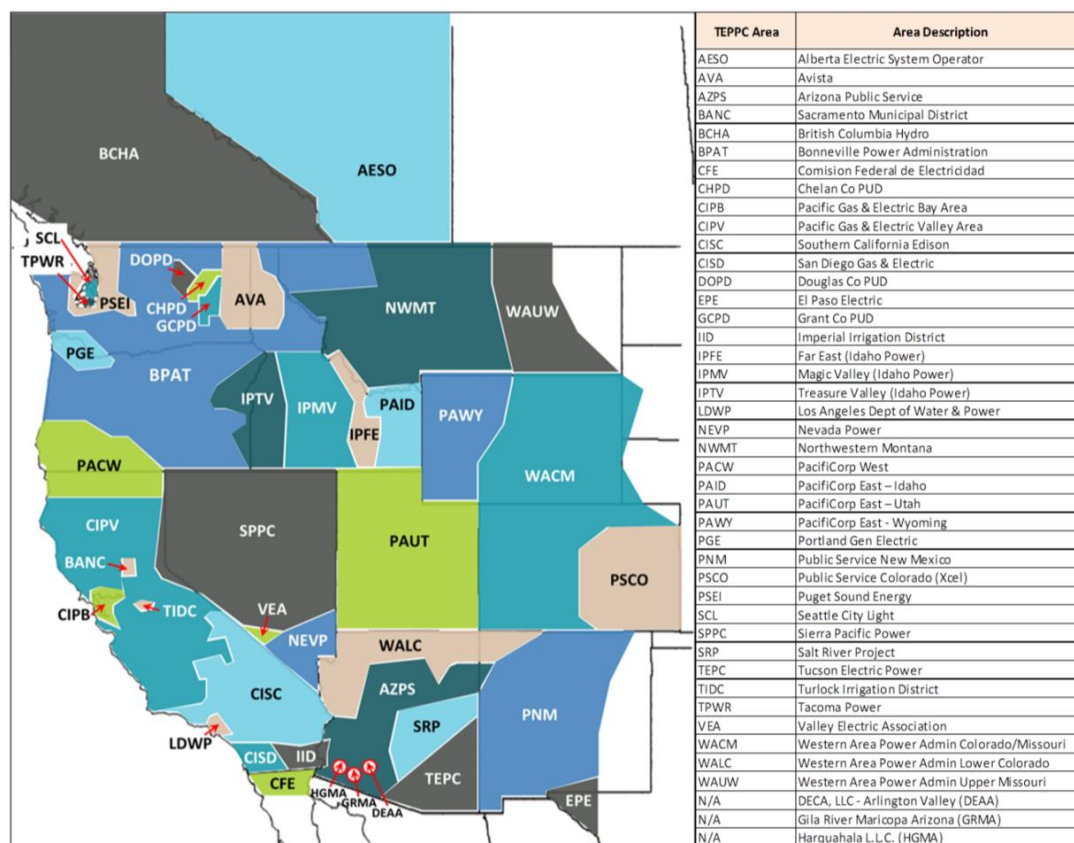 BCHA
AESO
SCL
TPWR
DOPD
PSEI
CHPD
GCPD
AVA
NWMT
WAUW
PGE
BPAT
IPTV
IPMV
IPFE
PAID
PAWY
PACW
WACM
CIPV
SPPC
PAUT
BANC
PSCO
CIPB
TIDC
VEA
NEVP
WALC
CISC
AZPS
SRP
PNM
LDWP
CISD
IID
TEPC
CFE
HGMA
GRMA
DEAA
EPE
TEPPC Area Area Description
AESO Alberta Electric System Operator
AVA Avista
AZPS Arizona Public Service
BANC Sacramento Municipal District
BCHA British Columbia Hydro
BPAT Bonneville Power Administration
CFE Comision Federal de Electricidad
CHPD Chelan Co PUD
CIPB Pacific Gas & Electric Bay Area
CIPV Pacific Gas & Electric Valley Area
CISC Southern California Edison
CISD San Diego Gas & Electric
DOPD Douglas Co PUD
EPE El Paso Electric
GCPD Grant Co PUD
IID Imperial Irrigation District
IPFE Far East (Idaho Power)
IPMV Magic Valley (Idaho Power)
IPTV Treasure Valley (Idaho Power)
LDWP Los Angeles Dept of Water & Power
NEVP Nevada Power
NWMT Northwestern Montana
PACW PacifiCorp West
PAID PacifiCorp East – Idaho
PAUT PacifiCorp East – Utah
PAWY PacifiCorp East - Wyoming
PGE Portland Gen Electric
PNM Public Service New Mexico
PSCO Public Service Colorado (Xcel)
PSEI Puget Sound Energy
SCL Seattle City Light
SPPC Sierra Pacific Power
SRP Salt River Project
TEPC Tucson Electric Power
TIDC Turlock Irrigation District
TPWR Tacoma Power
VEA Valley Electric Association
WACM Western Area Power Admin Colorado/Missouri
WALC Western Area Power Admin Lower Colorado
WAUW Western Area Power Admin Upper Missouri
N/A DECA, LLC - Arlington Valley (DEAA)
N/A Gila River Maricopa Arizona (GRMA)
N/A Harquahala L.L.C. (HGMA)